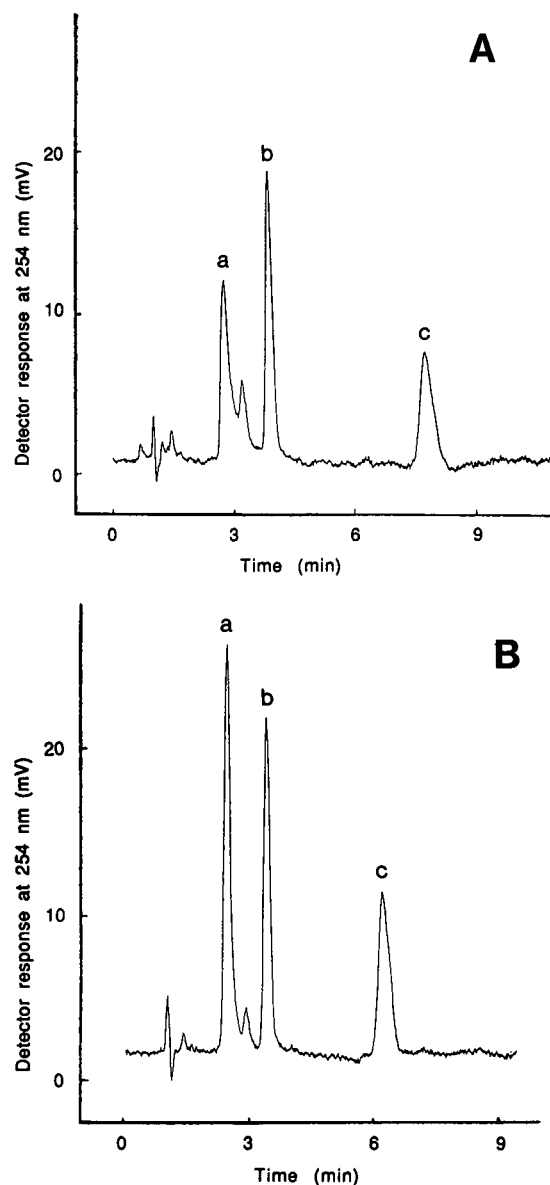 A
Detector response at 254 nm (mV)
20
10
0
a
b
c
0 3 6 9
Time (min)
B
Detector response at 254 nm (mV)
20
10
0
a
b
c
0 3 6 9
Time (min)